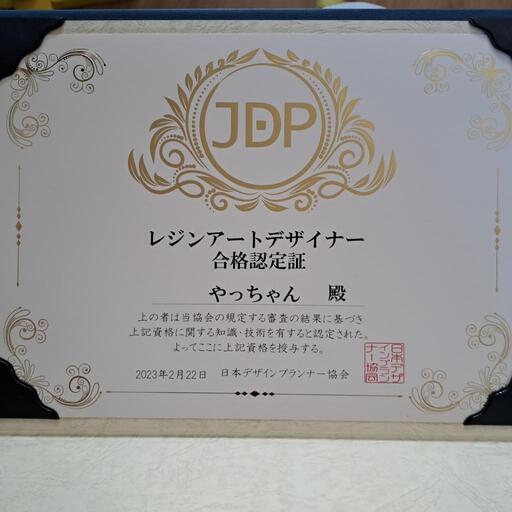 JDP
レジンアートデザイナー
合格認定証
やっちゃん 殿
上の者は当協会の規定する審査の結果に基づき
上記資格に関する知識・技術を有すると認定された。
よってここに上記資格を授与する。
2023年2月22日 日本デザインプランナー協会
日本デザ
インプラン
ナー協会